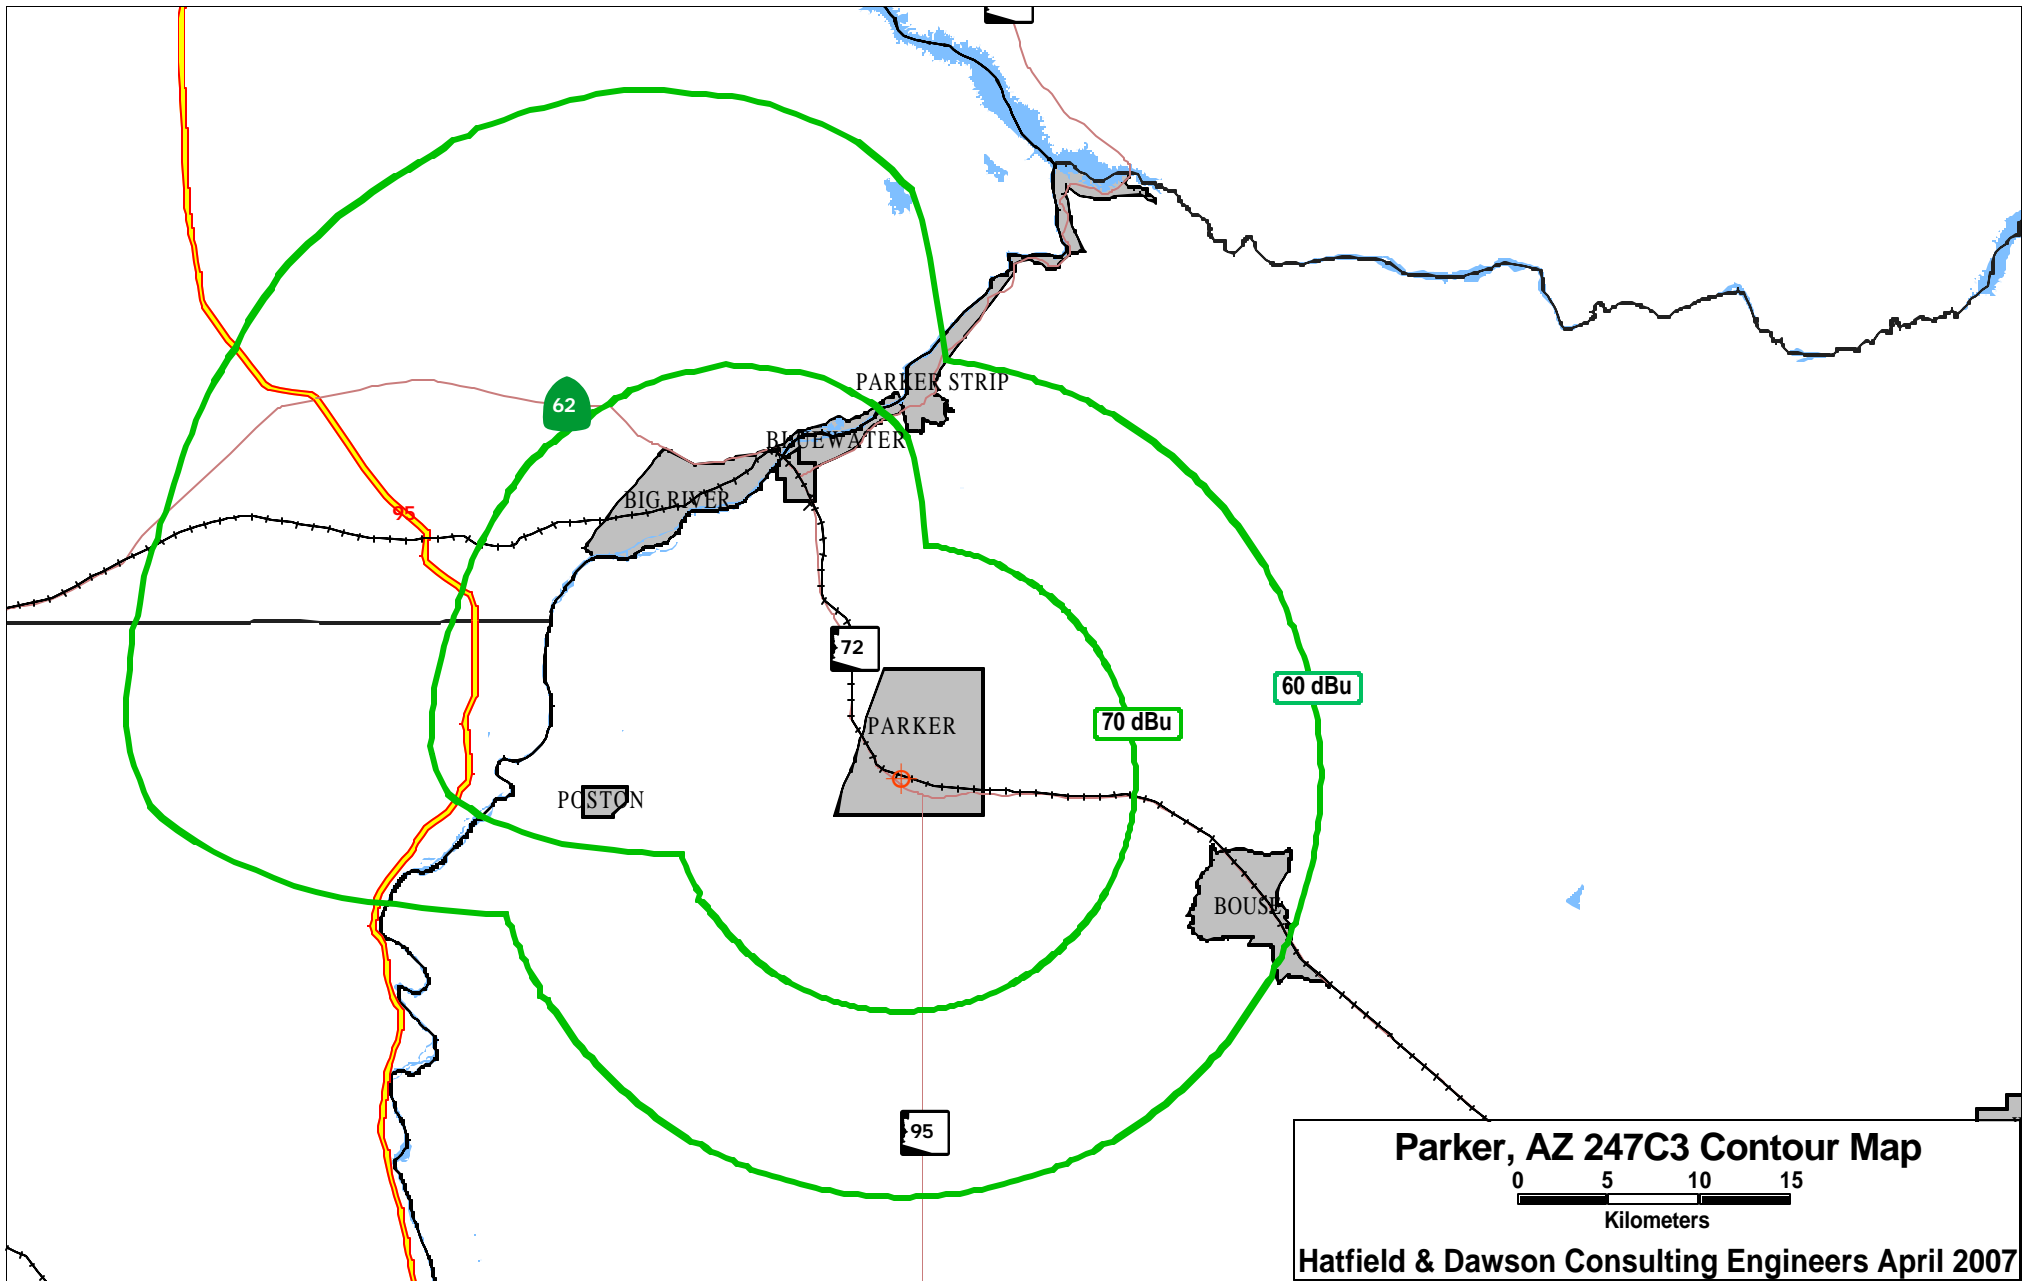 PARKER STRIP
62
BLUEWATER
BIG RIVER
95
72
60 dBu
70 dBu
PARKER
POSTON
BOUSE
95
Parker, AZ 247C3 Contour Map
0 5 10 15
Kilometers
Hatfield & Dawson Consulting Engineers April 2007